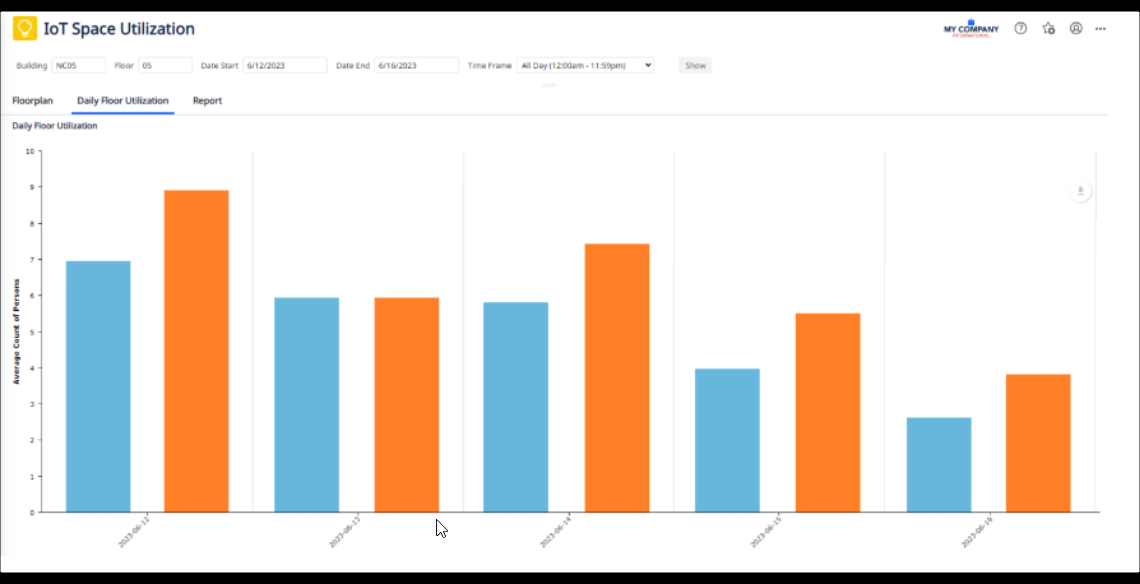 IoT Space Utilization
MY COMPANY
INTERNATIONAL
Building NC05 Floor 05 Date Start 6/12/2023 Date End 6/16/2023 Time Frame All Day (12:00am - 11:59pm) Show
Floorplan Daily Floor Utilization Report
Daily Floor Utilization
Average Count of Persons
10
9
8
7
6
5
4
3
2
1
0
2023-06-12 2023-06-13 2023-06-14 2023-06-15 2023-06-16